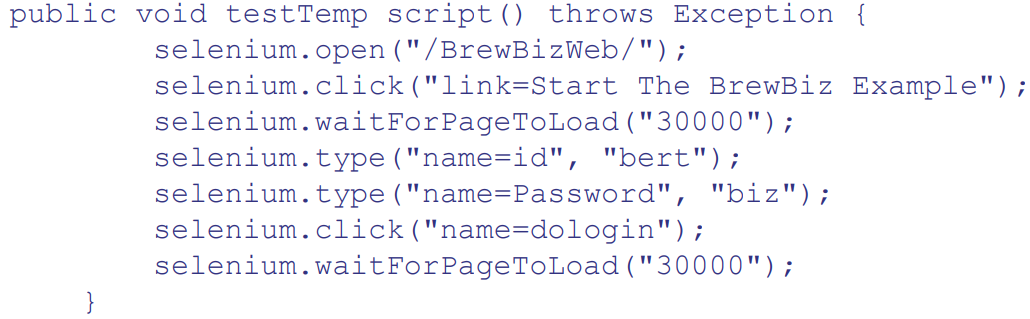 public void testTemp script() throws Exception {
selenium.open("/BrewBizWeb/");
selenium.click("link=Start The BrewBiz Example");
selenium.waitForPageToLoad("30000");
selenium.type("name=id", "bert");
selenium.type("name=Password", "biz");
selenium.click("name=dologin");
selenium.waitForPageToLoad("30000");
}